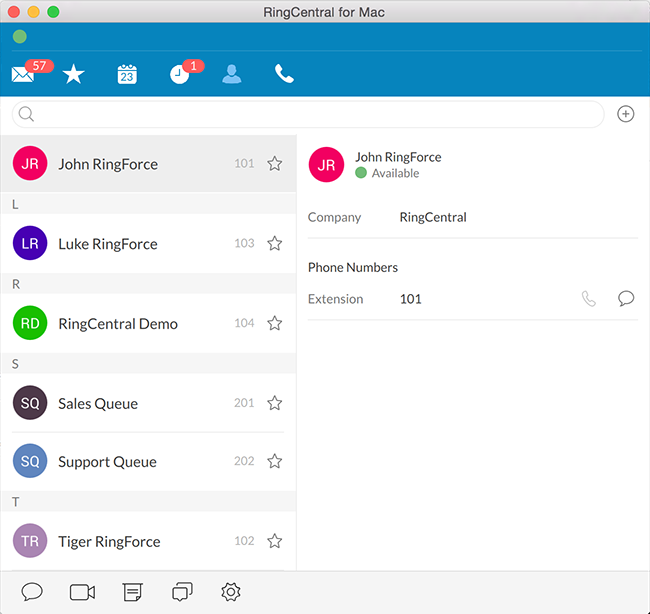 RingCentral for Mac
57
23
1
JR John RingForce 101
L
LR Luke RingForce 103
R
RD RingCentral Demo 104
S
SQ Sales Queue 201
SQ Support Queue 202
T
TR Tiger RingForce 102
JR John RingForce
Available
Company RingCentral
Phone Numbers
Extension 101